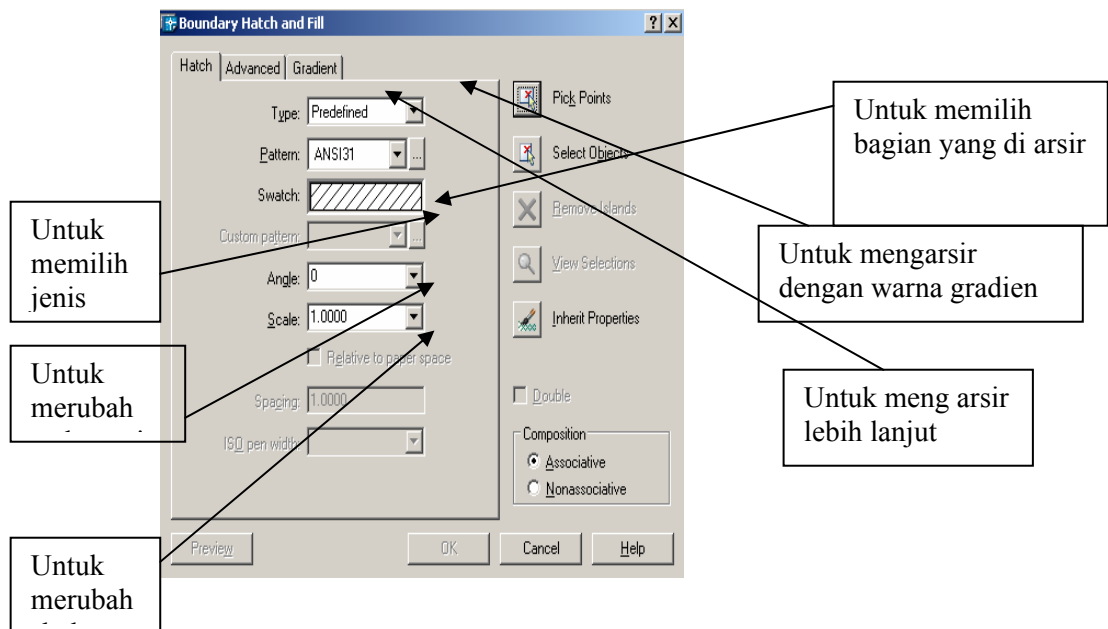 Boundary Hatch and Fill
Hatch Advanced Gradient
Type: Predefined
Pattern: ANSI31
Swatch:
Custom pattern:
Angle: 0
Scale: 1.0000
Relative to paper space
Spacing: 1.0000
ISO pen width:
Pick Points
Select Objects
Remove Islands
View Selections
Inherit Properties
Double
Composition
Associative
Nonassociative
Preview OK Cancel Help
Untuk
memilih
jenis
Untuk
merubah
Untuk
merubah
Untuk memilih
bagian yang di arsir
Untuk mengarsir
dengan warna gradien
Untuk meng arsir
lebih lanjut